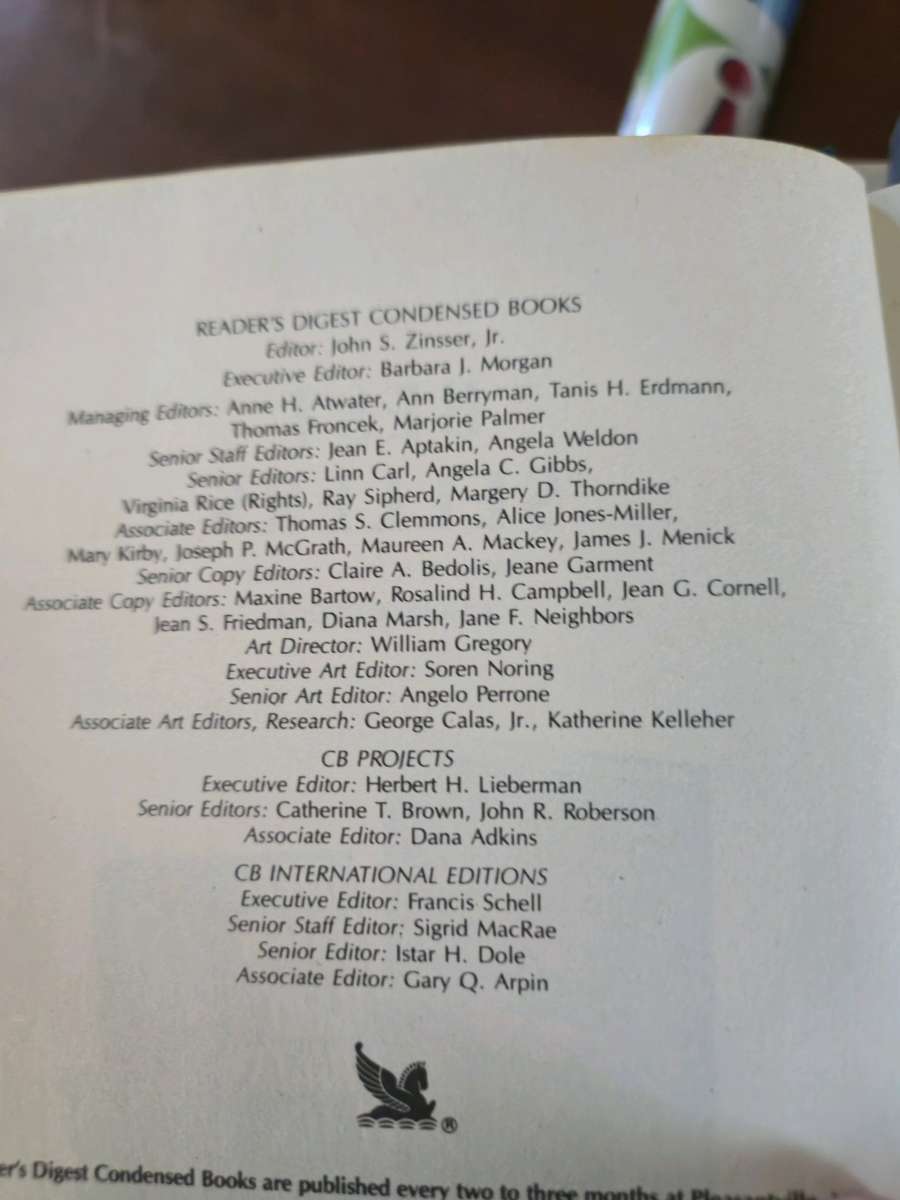 READER'S DIGEST CONDENSED BOOKS
Editor: John S. Zinsser, Jr.
Executive Editor: Barbara J. Morgan
Managing Editors: Anne H. Atwater, Ann Berryman, Tanis H. Erdmann,
Thomas Froncek, Marjorie Palmer
Senior Staff Editors: Jean E. Aptakin, Angela Weldon
Senior Editors: Linn Carl, Angela C. Gibbs,
Virginia Rice (Rights), Ray Sipherd, Margery D. Thorndike
Associate Editors: Thomas S. Clemmons, Alice Jones-Miller,
Mary Kirby, Joseph P. McGrath, Maureen A. Mackey, James J. Menick
Senior Copy Editors: Claire A. Bedolis, Jeane Garment
Associate Copy Editors: Maxine Bartow, Rosalind H. Campbell, Jean G. Cornell,
Jean S. Friedman, Diana Marsh, Jane F. Neighbors
Art Director: William Gregory
Executive Art Editor: Soren Noring
Senior Art Editor: Angelo Perrone
Associate Art Editors, Research: George Calas, Jr., Katherine Kelleher
CB PROJECTS
Executive Editor: Herbert H. Lieberman
Senior Editors: Catherine T. Brown, John R. Roberson
Associate Editor: Dana Adkins
CB INTERNATIONAL EDITIONS
Executive Editor: Francis Schell
Senior Staff Editor: Sigrid MacRae
Senior Editor: Istar H. Dole
Associate Editor: Gary Q. Arpin
®
er's Digest Condensed Books are published every two to three months at